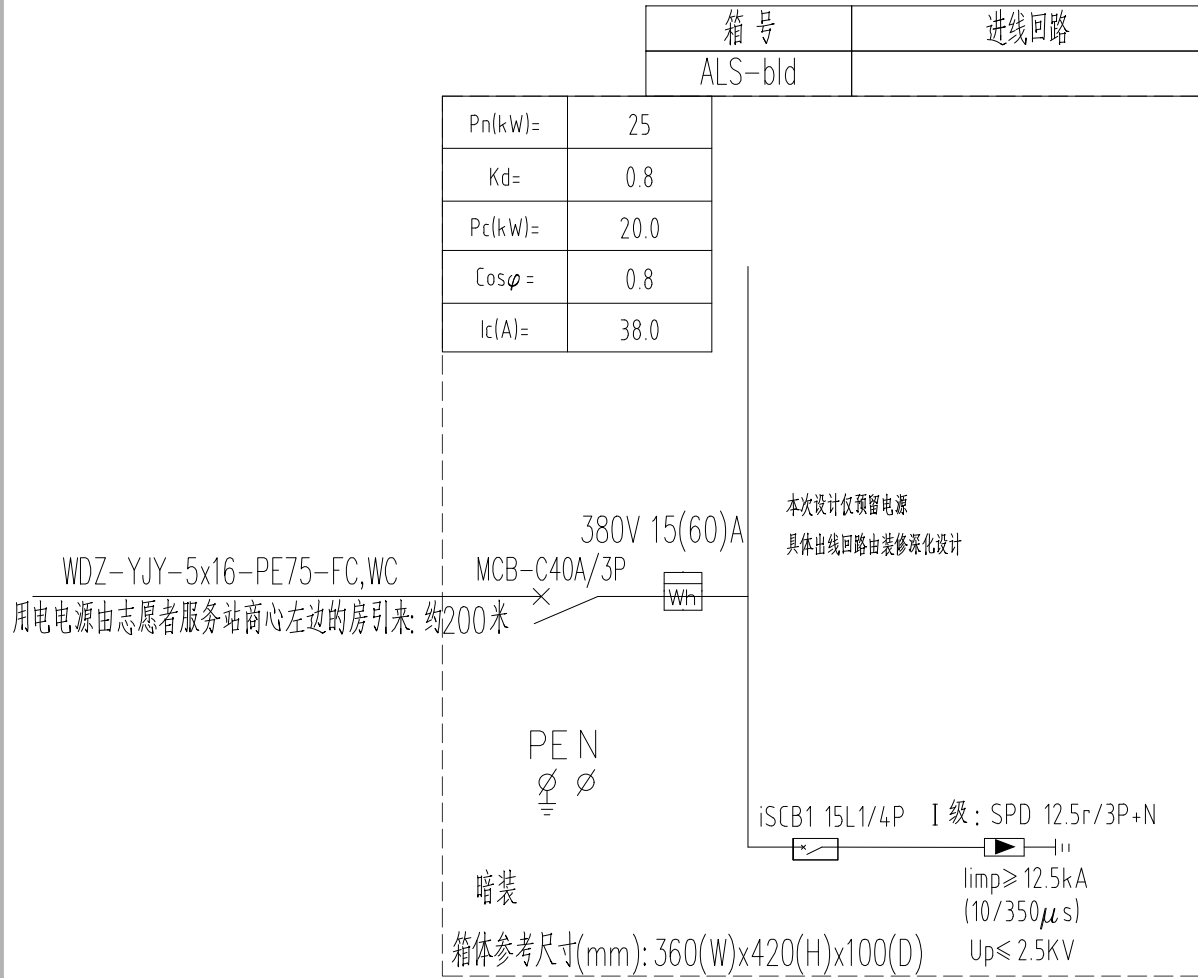 箱 号 进线回路
ALS-bld
Pn(kW)= 25
Kd= 0.8
Pc(kW)= 20.0
Cosφ= 0.8
Ic(A)= 38.0
本次设计仅预留电源
具体出线回路由装修深化设计
380V 15(60)A
WDZ-YJY-5x16-PE75-FC,WC
MCB-C40A/3P
Wh
用电电源由志愿者服务站商心左边的房引来: 约200米
PE N
iSCB1 15L1/4P
I 级: SPD 12.5r/3P+N
Iimp≥12.5kA
(10/350μs)
Up≤2.5KV
暗装
箱体参考尺寸(mm): 360(W)x420(H)x100(D)